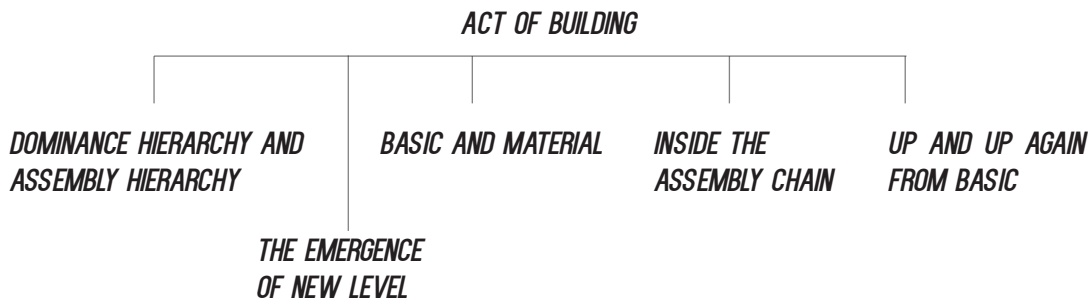 ACT OF BUILDING
DOMINANCE HIERARCHY AND
ASSEMBLY HIERARCHY
BASIC AND MATERIAL
INSIDE THE
ASSEMBLY CHAIN
UP AND UP AGAIN
FROM BASIC
THE EMERGENCE
OF NEW LEVEL